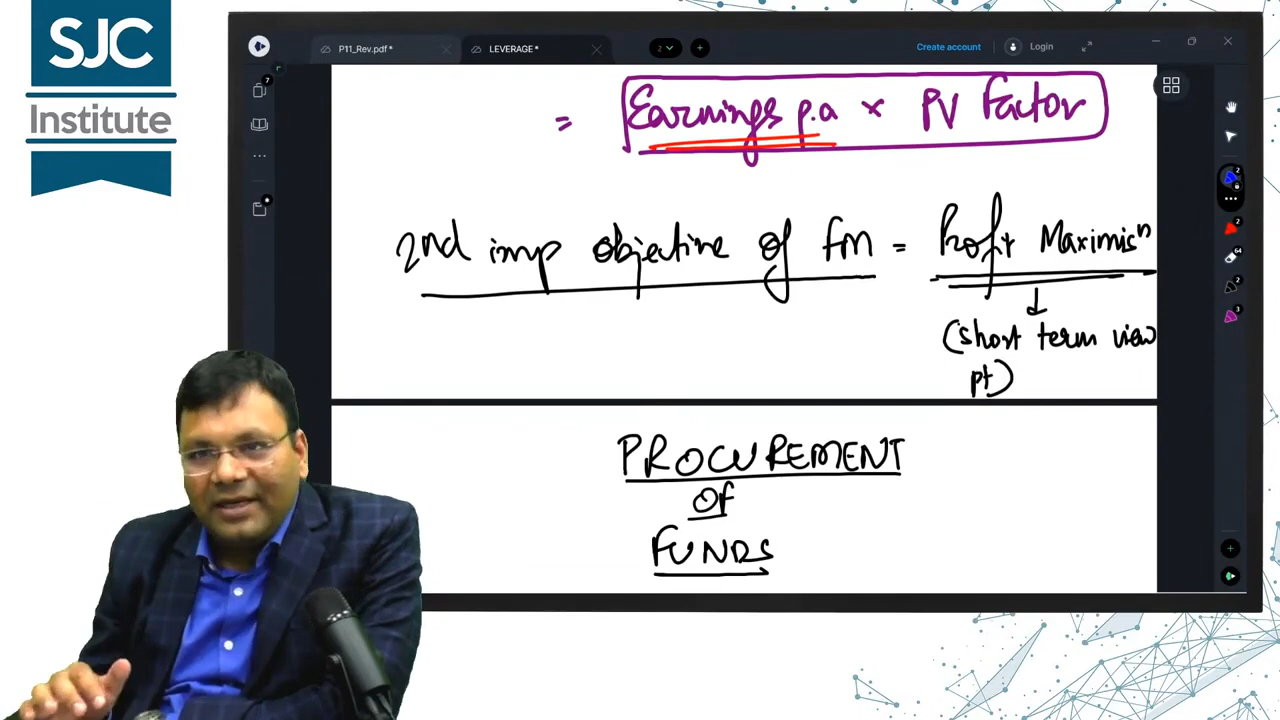 SJC
Institute
P11_Rev.pdf*
LEVERAGE*
2
Create account
Login
= Earnings p.a × PV Factor
2nd imp objective of FM = Profit Maximisⁿ
(short term view
pt)
PROCUREMENT
OF
FUNDS